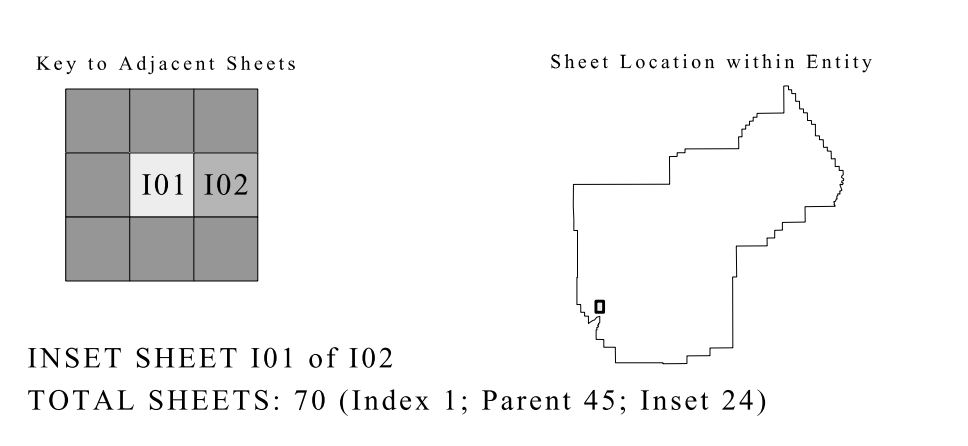 Key to Adjacent Sheets
Sheet Location within Entity
I01 I02
INSET SHEET I01 of I02
TOTAL SHEETS: 70 (Index 1; Parent 45; Inset 24)